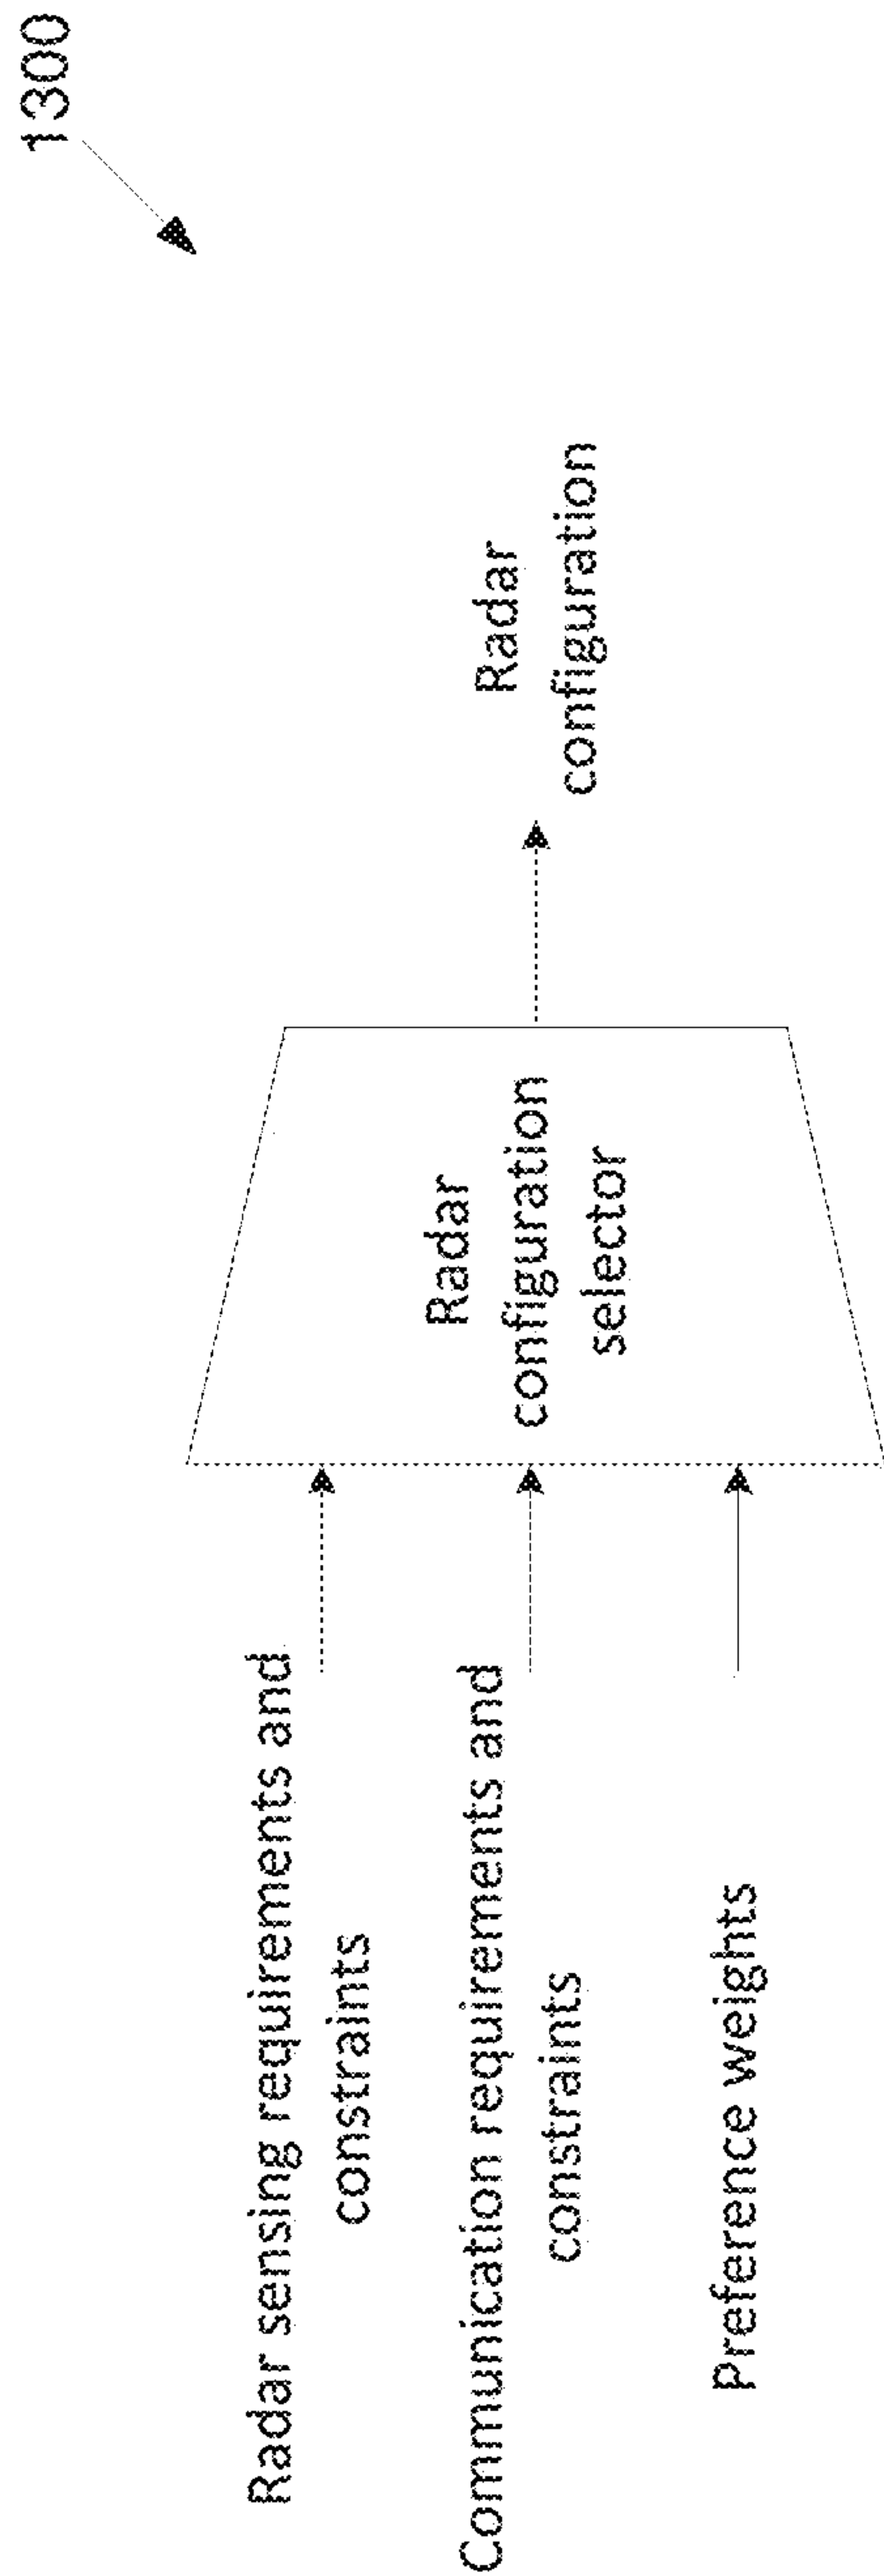 1300
Radar sensing requirements and
constraints
Communication requirements and
constraints
Preference weights
Radar
configuration
selector
Radar
configuration